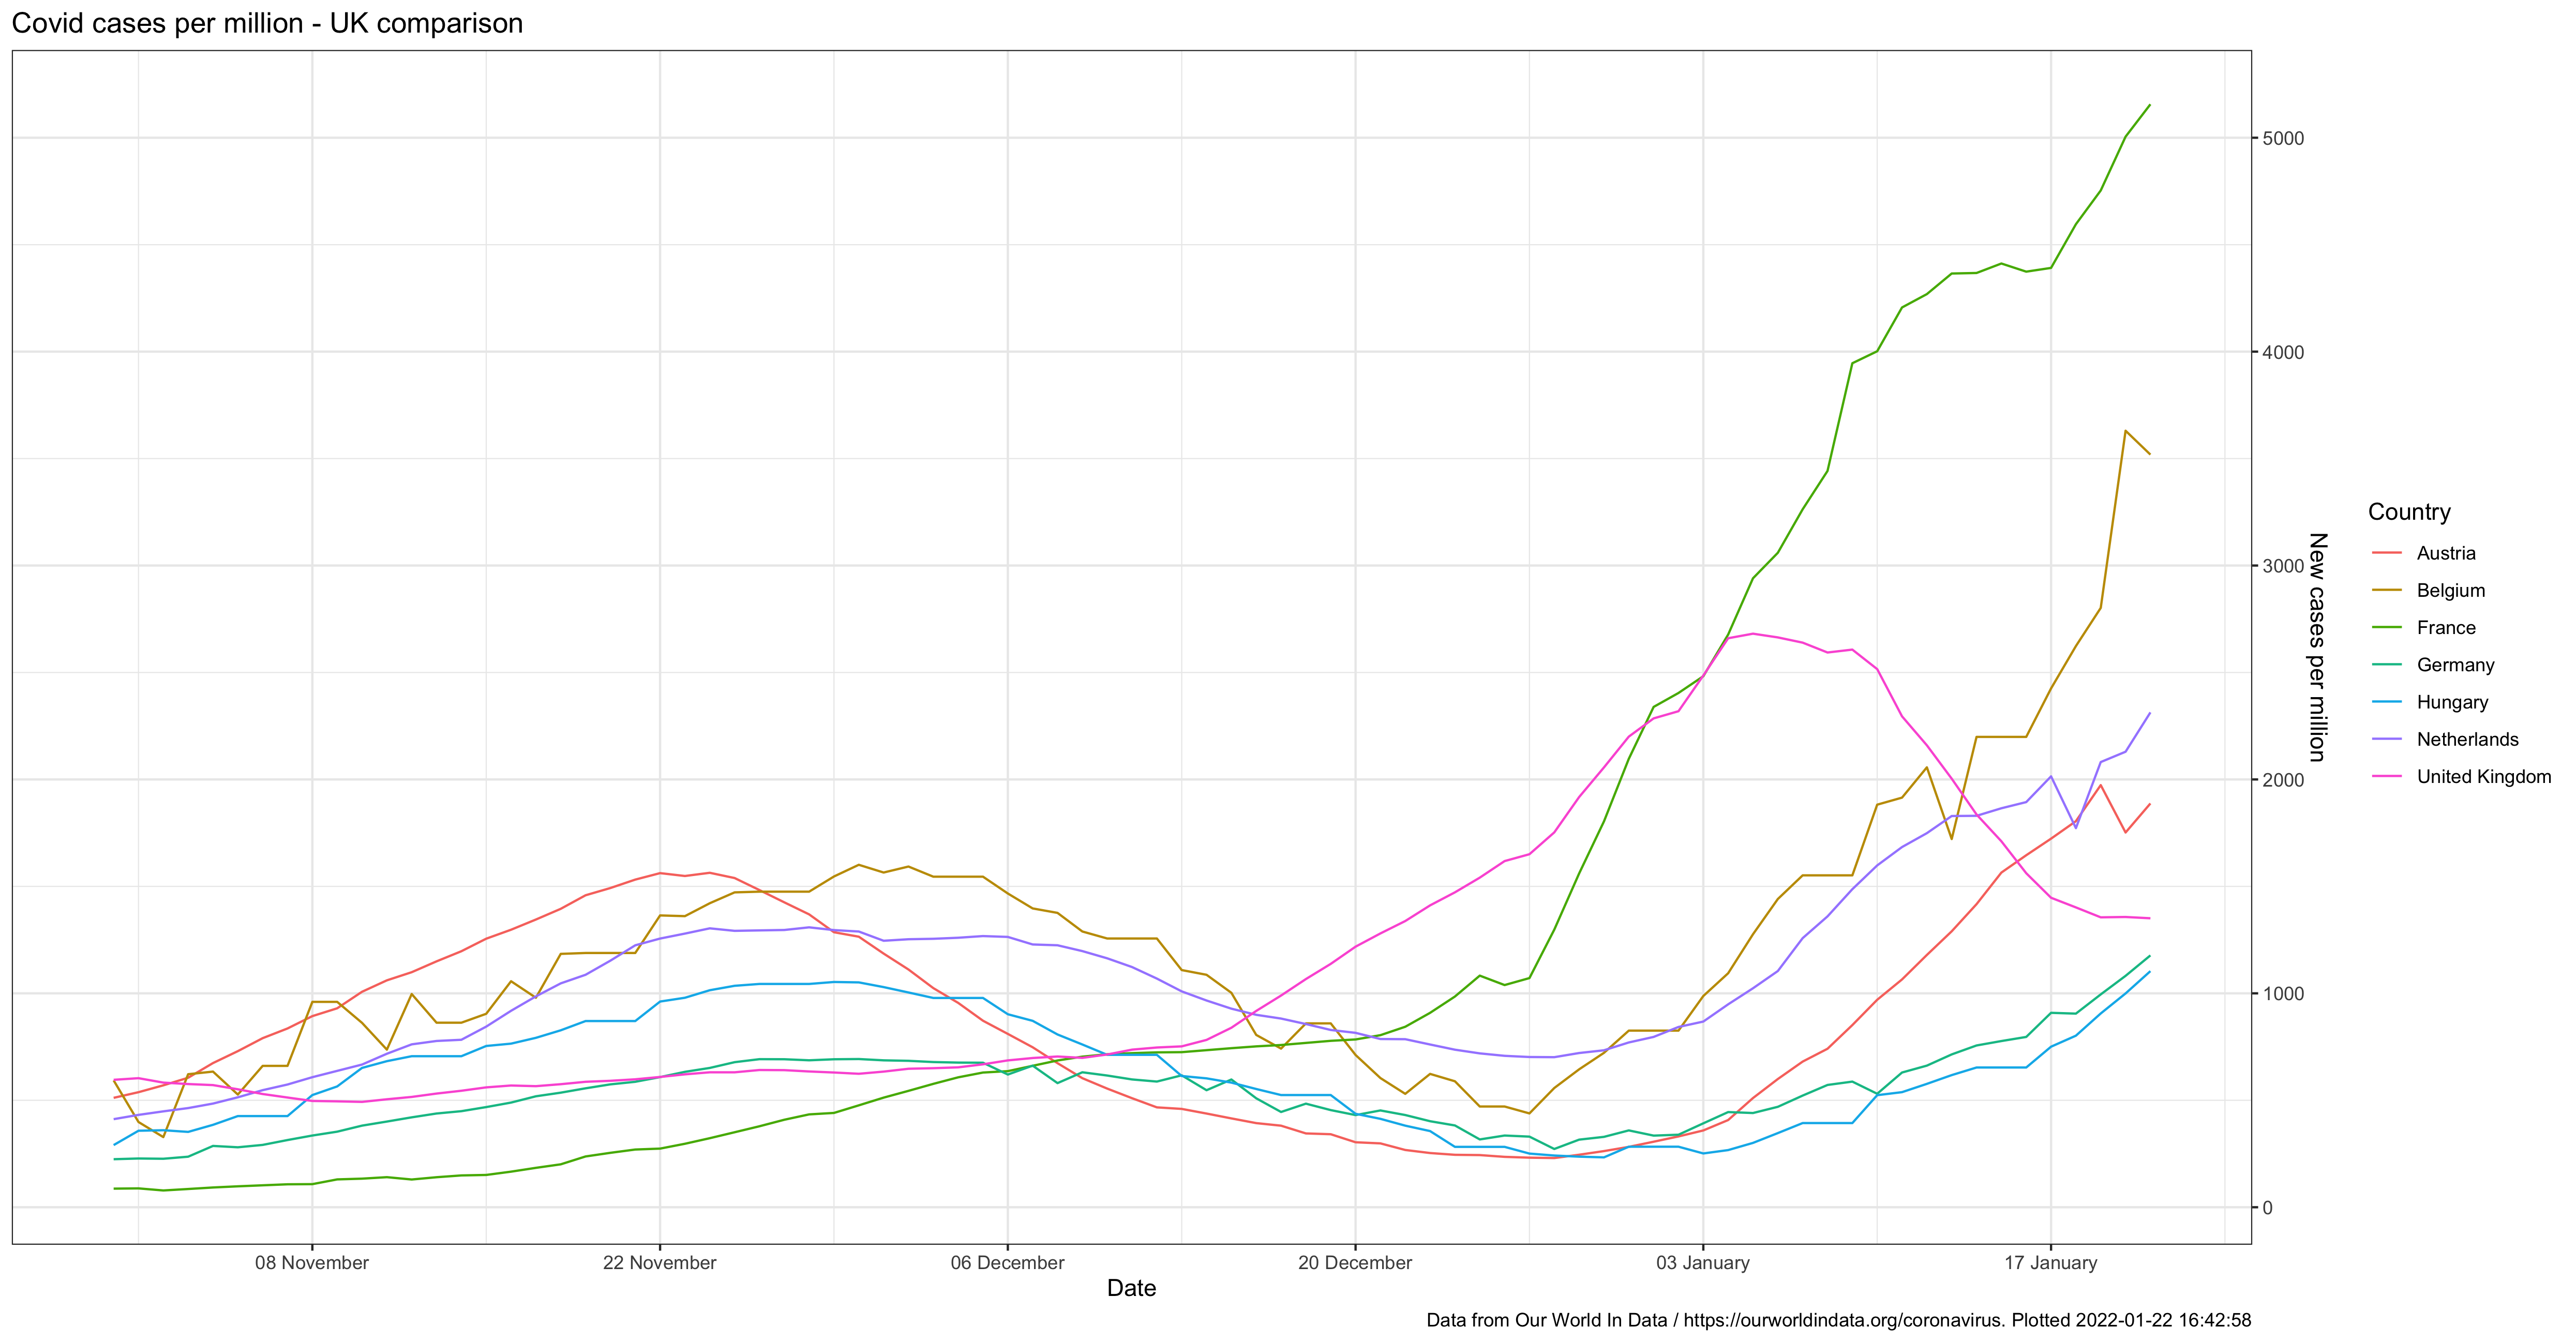 Covid cases per million - UK comparison
5000
4000
3000
2000
1000
0
New cases per million
Country
Austria
Belgium
France
Germany
Hungary
Netherlands
United Kingdom
08 November
22 November
06 December
20 December
03 January
17 January
Date
Data from Our World In Data / https://ourworldindata.org/coronavirus. Plotted 2022-01-22 16:42:58